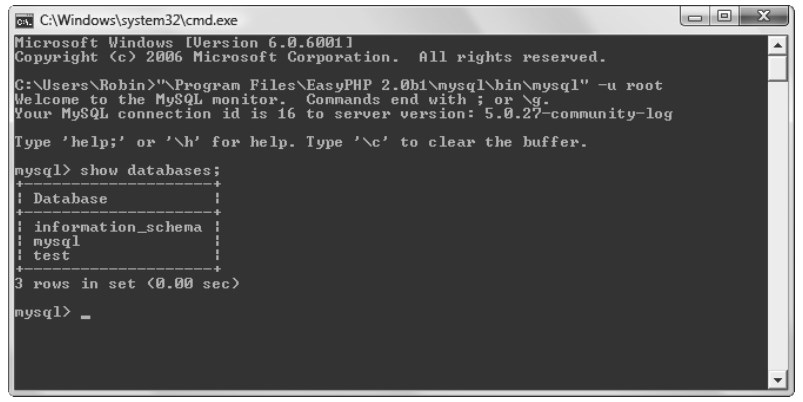 C:\Windows\system32\cmd.exe
Microsoft Windows [Version 6.0.6001]
Copyright (c) 2006 Microsoft Corporation.  All rights reserved.
C:\Users\Robin>"\Program Files\EasyPHP 2.0b1\mysql\bin\mysql" -u root
Welcome to the MySQL monitor.  Commands end with ; or \g.
Your MySQL connection id is 16 to server version: 5.0.27-community-log
Type 'help;' or '\h' for help. Type '\c' to clear the buffer.
mysql> show databases;
+--------------------+
| Database           |
+--------------------+
| information_schema |
| mysql              |
| test               |
+--------------------+
3 rows in set (0.00 sec)
mysql> _